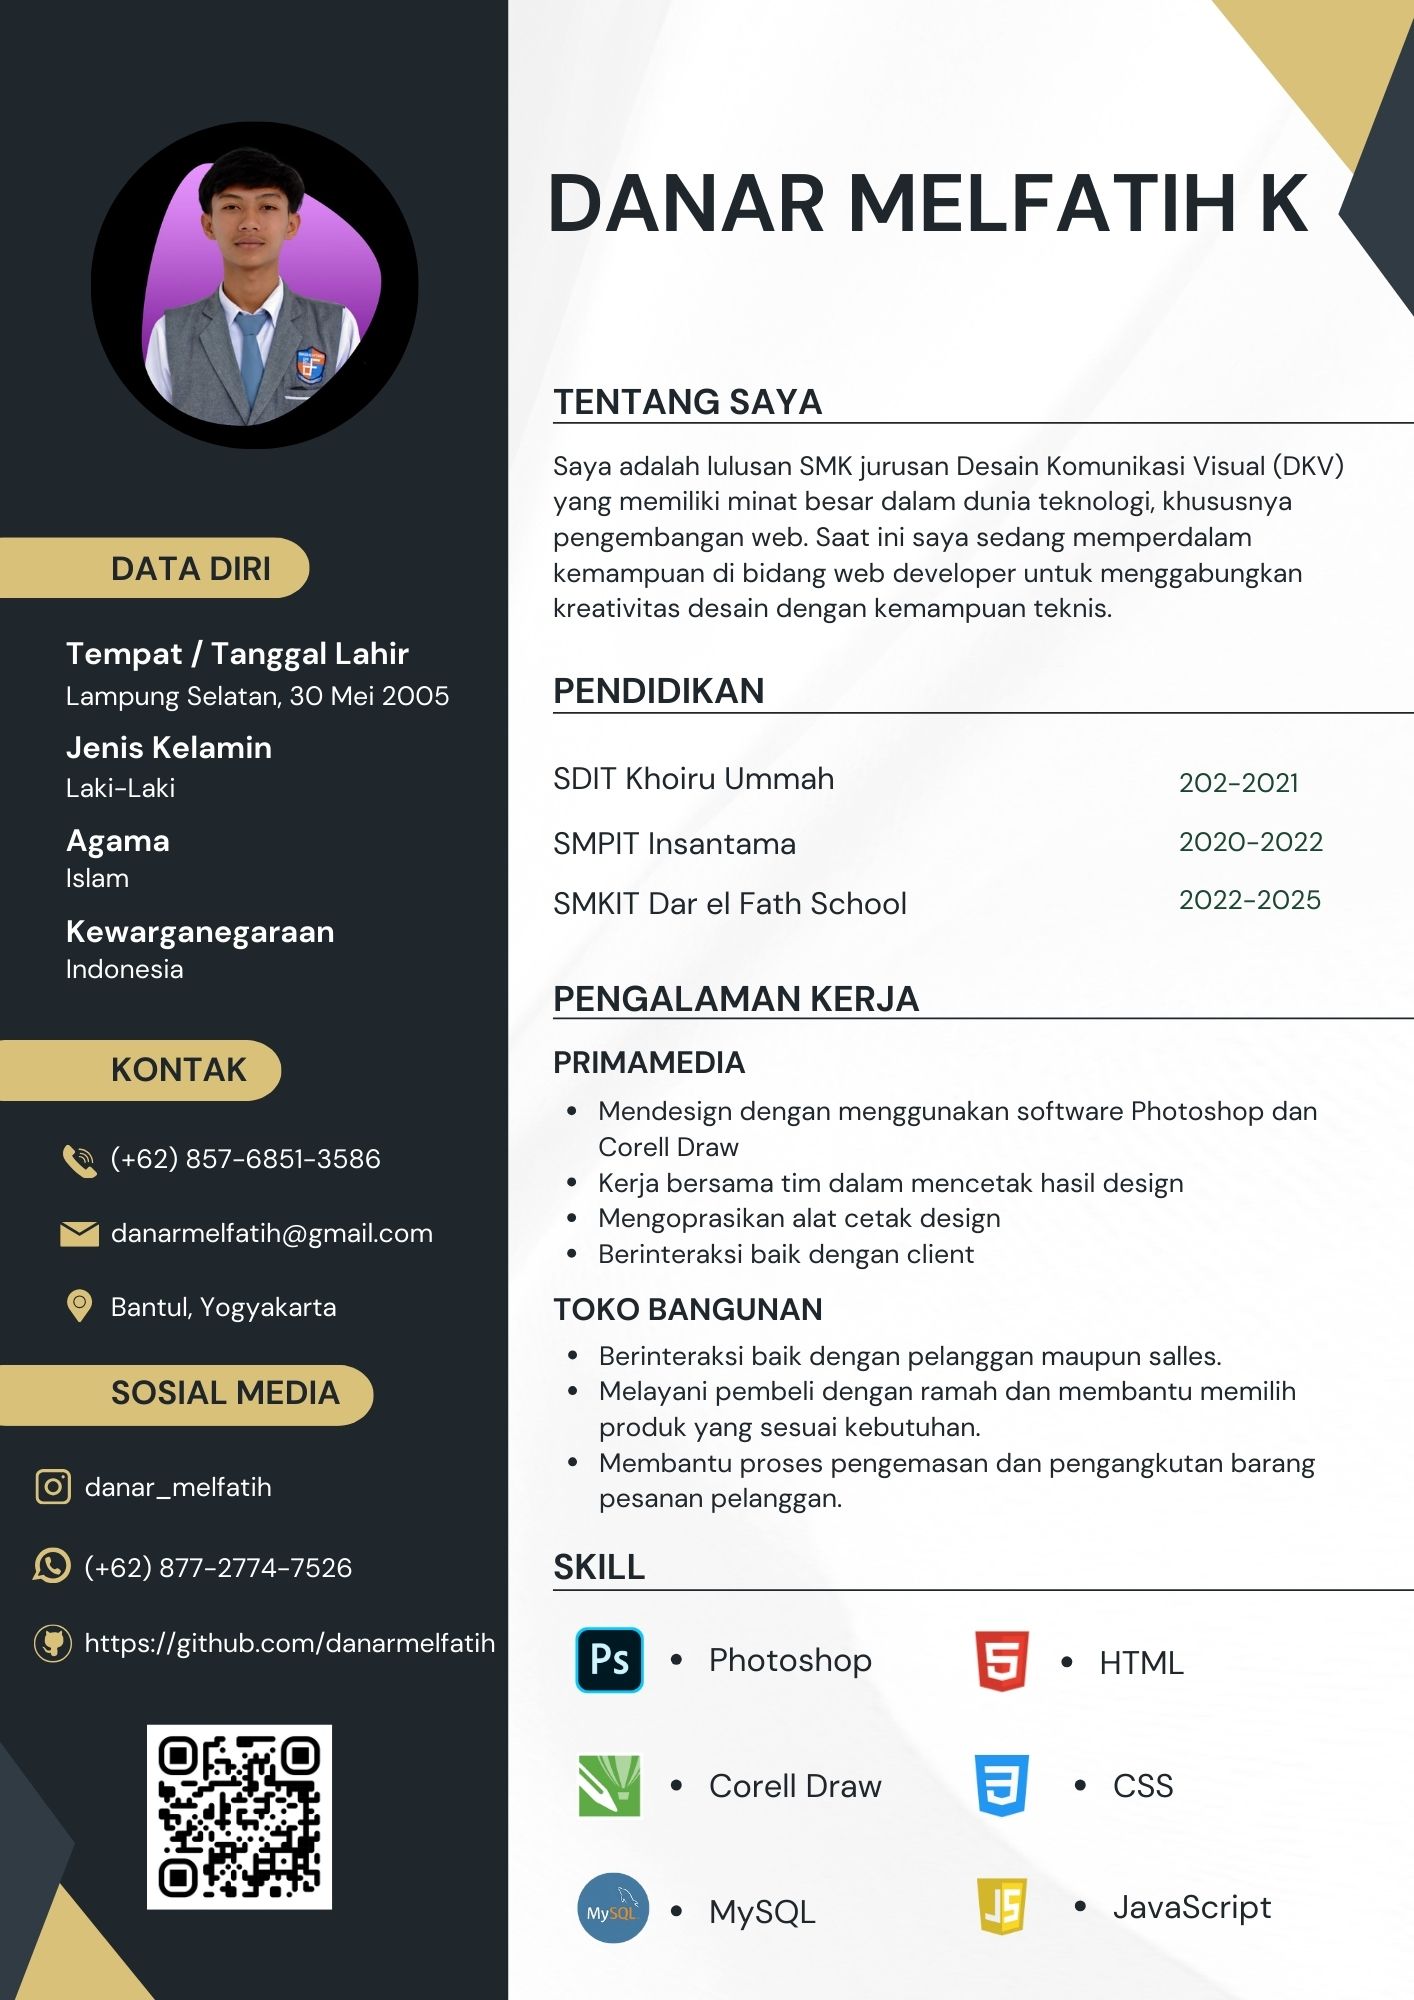 DANAR MELFATIH K
DATA DIRI
Tempat / Tanggal Lahir
Lampung Selatan, 30 Mei 2005
Jenis Kelamin
Laki-Laki
Agama
Islam
Kewarganegaraan
Indonesia
KONTAK
(+62) 857-6851-3586
danarmelfatih@gmail.com
Bantul, Yogyakarta
SOSIAL MEDIA
danar_melfatih
(+62) 877-2774-7526
https://github.com/danarmelfatih
TENTANG SAYA
Saya adalah lulusan SMK jurusan Desain Komunikasi Visual (DKV)
yang memiliki minat besar dalam dunia teknologi, khususnya
pengembangan web. Saat ini saya sedang memperdalam
kemampuan di bidang web developer untuk menggabungkan
kreativitas desain dengan kemampuan teknis.
PENDIDIKAN
SDIT Khoiru Ummah 202-2021
SMPIT Insantama 2020-2022
SMKIT Dar el Fath School 2022-2025
PENGALAMAN KERJA
PRIMAMEDIA
• Mendesign dengan menggunakan software Photoshop dan
Corell Draw
• Kerja bersama tim dalam mencetak hasil design
• Mengoprasikan alat cetak design
• Berinteraksi baik dengan client
TOKO BANGUNAN
• Berinteraksi baik dengan pelanggan maupun salles.
• Melayani pembeli dengan ramah dan membantu memilih
produk yang sesuai kebutuhan.
• Membantu proses pengemasan dan pengangkutan barang
pesanan pelanggan.
SKILL
Ps • Photoshop
5 • HTML
• Corell Draw
3 • CSS
MySQL • MySQL
JS • JavaScript